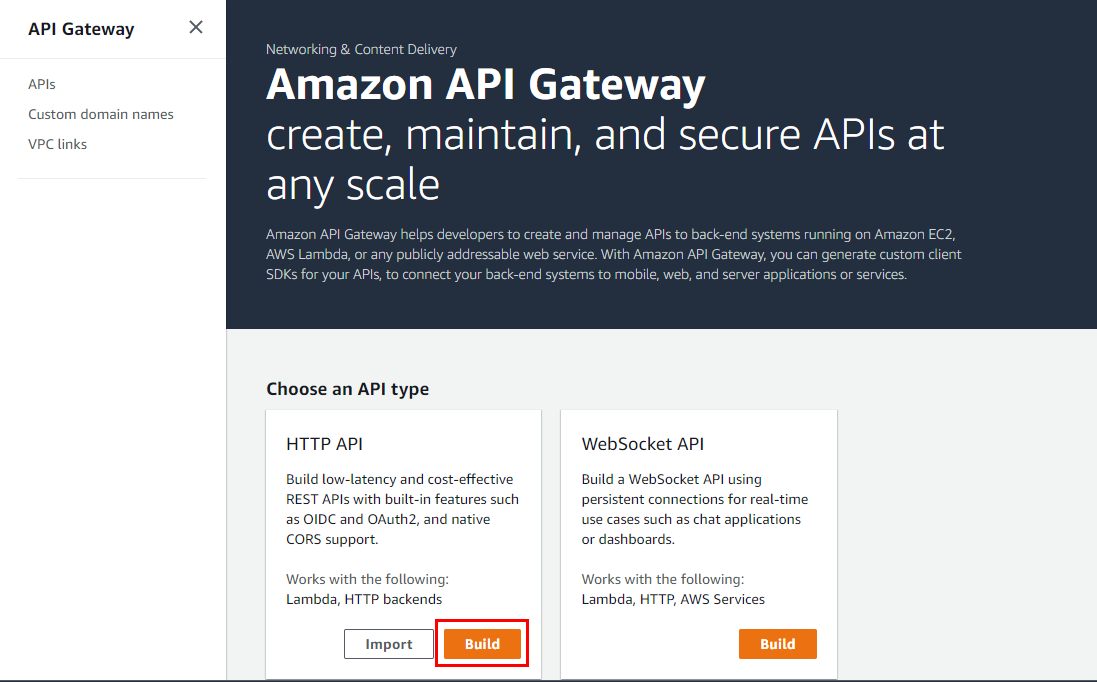 API Gateway
APIs
Custom domain names
VPC links
Networking & Content Delivery
Amazon API Gateway
create, maintain, and secure APIs at
any scale
Amazon API Gateway helps developers to create and manage APIs to back-end systems running on Amazon EC2,
AWS Lambda, or any publicly addressable web service. With Amazon API Gateway, you can generate custom client
SDKs for your APIs, to connect your back-end systems to mobile, web, and server applications or services.
Choose an API type
HTTP API
Build low-latency and cost-effective
REST APIs with built-in features such
as OIDC and OAuth2, and native
CORS support.
Works with the following:
Lambda, HTTP backends
Import
Build
WebSocket API
Build a WebSocket API using
persistent connections for real-time
use cases such as chat applications
or dashboards.
Works with the following:
Lambda, HTTP, AWS Services
Build